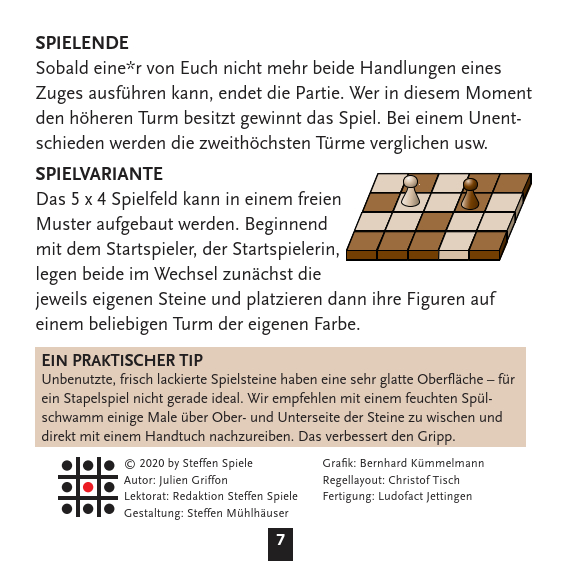 SPIELENDE
Sobald eine*r von Euch nicht mehr beide Handlungen eines
Zuges ausführen kann, endet die Partie. Wer in diesem Moment
den höheren Turm besitzt gewinnt das Spiel. Bei einem Unent-
schieden werden die zweithöchsten Türme verglichen usw.
SPIELVARIANTE
Das 5 x 4 Spielfeld kann in einem freien
Muster aufgebaut werden. Beginnend
mit dem Startspieler, der Startspielerin,
legen beide im Wechsel zunächst die
jeweils eigenen Steine und platzieren dann ihre Figuren auf
einem beliebigen Turm der eigenen Farbe.
EIN PRAKTISCHER TIP
Unbenutzte, frisch lackierte Spielsteine haben eine sehr glatte Oberfläche – für
ein Stapelspiel nicht gerade ideal. Wir empfehlen mit einem feuchten Spül-
schwamm einige Male über Ober- und Unterseite der Steine zu wischen und
direkt mit einem Handtuch nachzureiben. Das verbessert den Gripp.
© 2020 by Steffen Spiele
Autor: Julien Griffon
Lektorat: Redaktion Steffen Spiele
Gestaltung: Steffen Mühlhäuser
Grafik: Bernhard Kümmelmann
Regellayout: Christof Tisch
Fertigung: Ludofact Jettingen
7